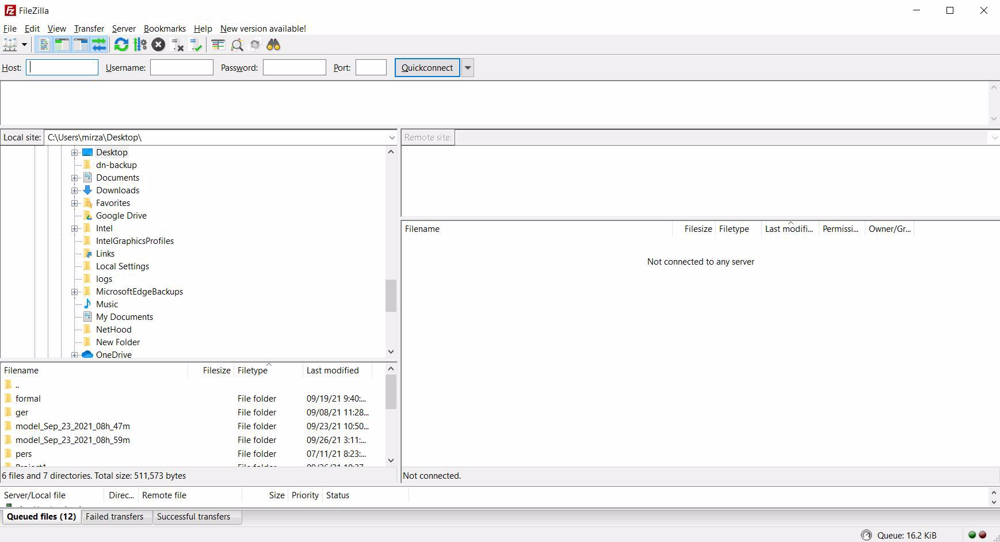 FileZilla
File Edit View Transfer Server Bookmarks Help New version available!
Host: Username: Password: Port: Quickconnect
Local site: C:\Users\mirza\Desktop\
Desktop
dn-backup
Documents
Downloads
Favorites
Google Drive
Intel
IntelGraphicsProfiles
Links
Local Settings
logs
MicrosoftEdgeBackups
Music
My Documents
NetHood
New Folder
OneDrive
Filename Filesize Filetype Last modified
..
formal File folder 09/19/21 9:40:...
ger File folder 09/08/21 11:28...
model_Sep_23_2021_08h_47m File folder 09/23/21 10:50...
model_Sep_23_2021_08h_59m File folder 09/26/21 3:11:...
pers File folder 07/11/21 8:23:...
6 files and 7 directories. Total size: 511,573 bytes
Remote site:
Filename Filesize Filetype Last modifi... Permissi... Owner/Gr...
Not connected to any server
Not connected.
Server/Local file Direc... Remote file Size Priority Status
Queued files (12) Failed transfers Successful transfers
Queue: 16.2 KiB